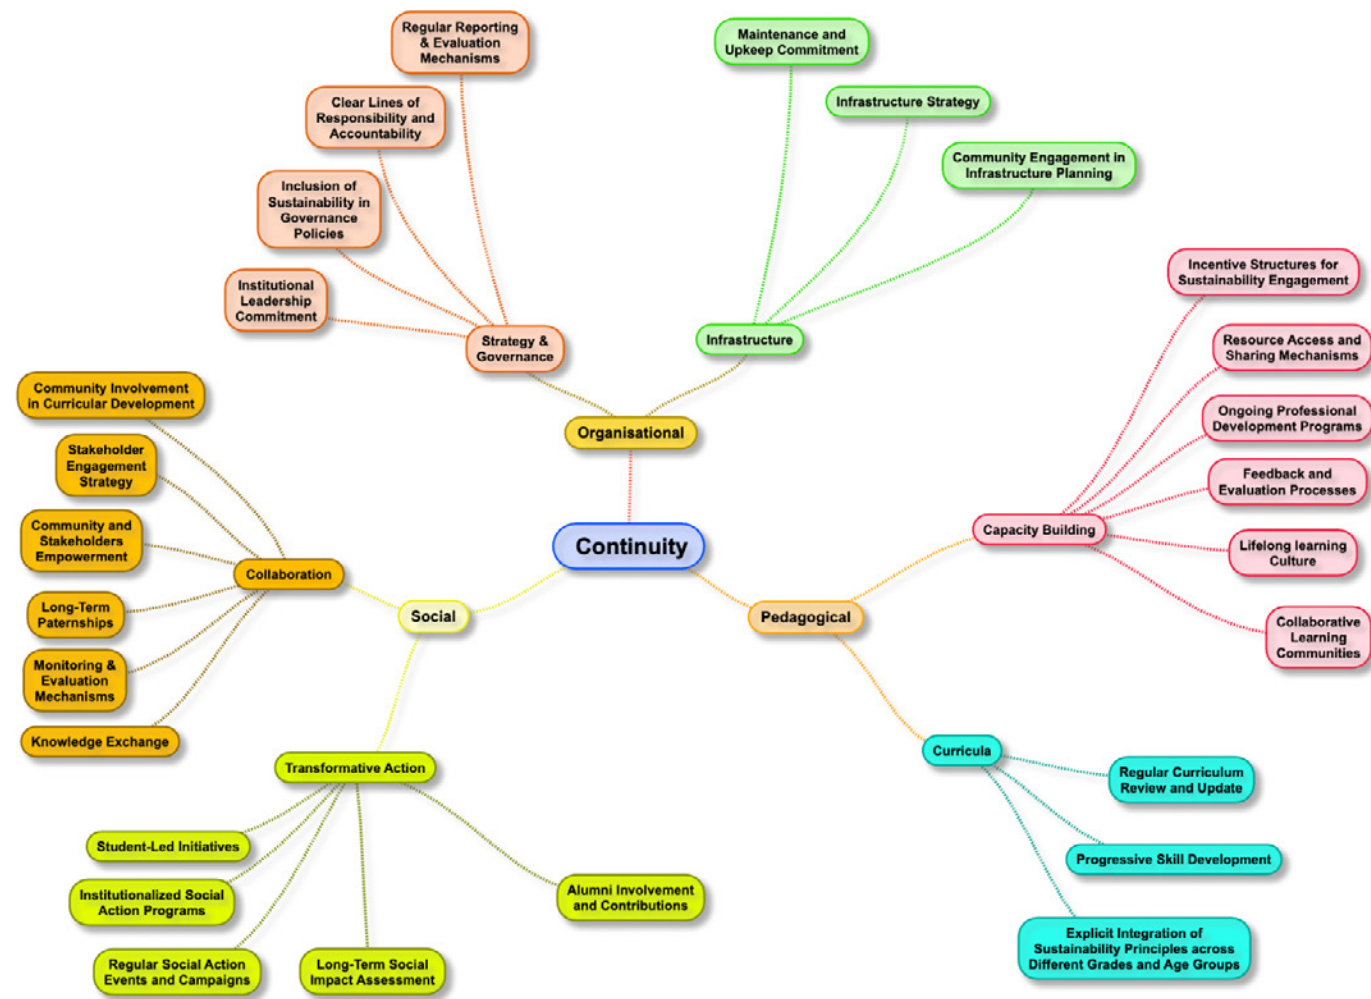 Regular Reporting
& Evaluation
Mechanisms
Clear Lines of
Responsibility and
Accountability
Inclusion of
Sustainability in
Governance
Policies
Institutional
Leadership
Commitment
Strategy &
Governance
Maintenance and
Upkeep Commitment
Infrastructure Strategy
Community Engagement in
Infrastructure Planning
Infrastructure
Organisational
Continuity
Community Involvement
in Curricular Development
Stakeholder
Engagement
Strategy
Community and
Stakeholders
Empowerment
Long-Term
Paternships
Monitoring &
Evaluation
Mechanisms
Knowledge Exchange
Collaboration
Social
Transformative Action
Student-Led Initiatives
Institutionalized Social
Action Programs
Regular Social Action
Events and Campaigns
Long-Term Social
Impact Assessment
Alumni Involvement
and Contributions
Pedagogical
Capacity Building
Incentive Structures for
Sustainability Engagement
Resource Access and
Sharing Mechanisms
Ongoing Professional
Development Programs
Feedback and
Evaluation Processes
Lifelong learning
Culture
Collaborative
Learning
Communities
Curricula
Regular Curriculum
Review and Update
Progressive Skill Development
Explicit Integration of
Sustainability Principles across
Different Grades and Age Groups